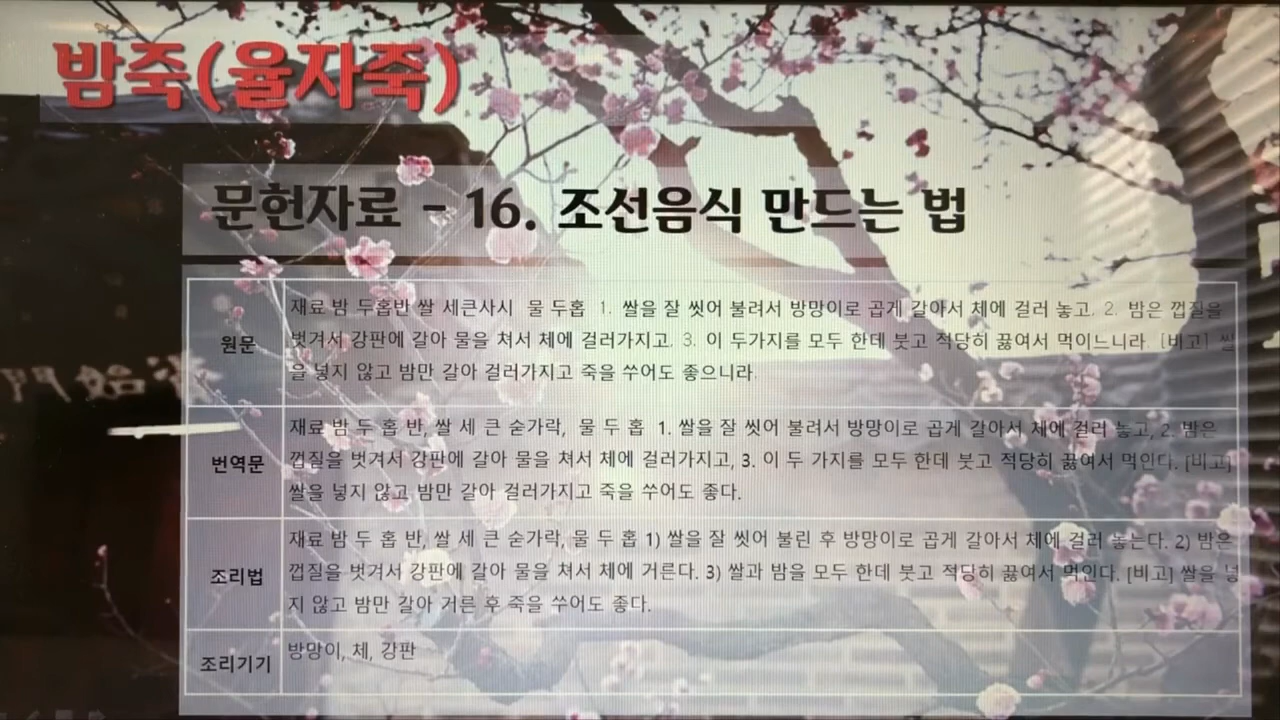 밤죽(율자죽)
문헌자료 - 16. 조선음식 만드는 법
원문
재료 밤 두홉반 쌀 세큰사시 물 두홉 1. 쌀을 잘 씻어 불려서 방망이로 곱게 갈아서 체에 걸러 놓고. 2. 밤은 껍질을
벗겨서 강판에 갈아 물을 쳐서 체에 걸러가지고. 3. 이 두가지를 모두 한데 붓고 적당히 끓여서 먹이느니라. [비고] 쌀
을 넣지 않고 밤만 갈아 걸러가지고 죽을 쑤어도 좋으니라.
번역문
재료 밤 두 홉 반, 쌀 세 큰 숟가락, 물 두 홉 1. 쌀을 잘 씻어 불려서 방망이로 곱게 갈아서 체에 걸러 놓고, 2. 밤은
껍질을 벗겨서 강판에 갈아 물을 쳐서 체에 걸러가지고, 3. 이 두 가지를 모두 한데 붓고 적당히 끓여서 먹인다. [비고]
쌀을 넣지 않고 밤만 갈아 걸러가지고 죽을 쑤어도 좋다.
조리법
재료 밤 두 홉 반, 쌀 세 큰 숟가락, 물 두 홉 1) 쌀을 잘 씻어 불린 후 방망이로 곱게 갈아서 체에 걸러 놓는다. 2) 밤은
껍질을 벗겨서 강판에 갈아 물을 쳐서 체에 거른다. 3) 쌀과 밤을 모두 한데 붓고 적당히 끓여서 먹인다. [비고] 쌀을 넣
지 않고 밤만 갈아 거른 후 죽을 쑤어도 좋다.
조리기기
방망이, 체, 강판